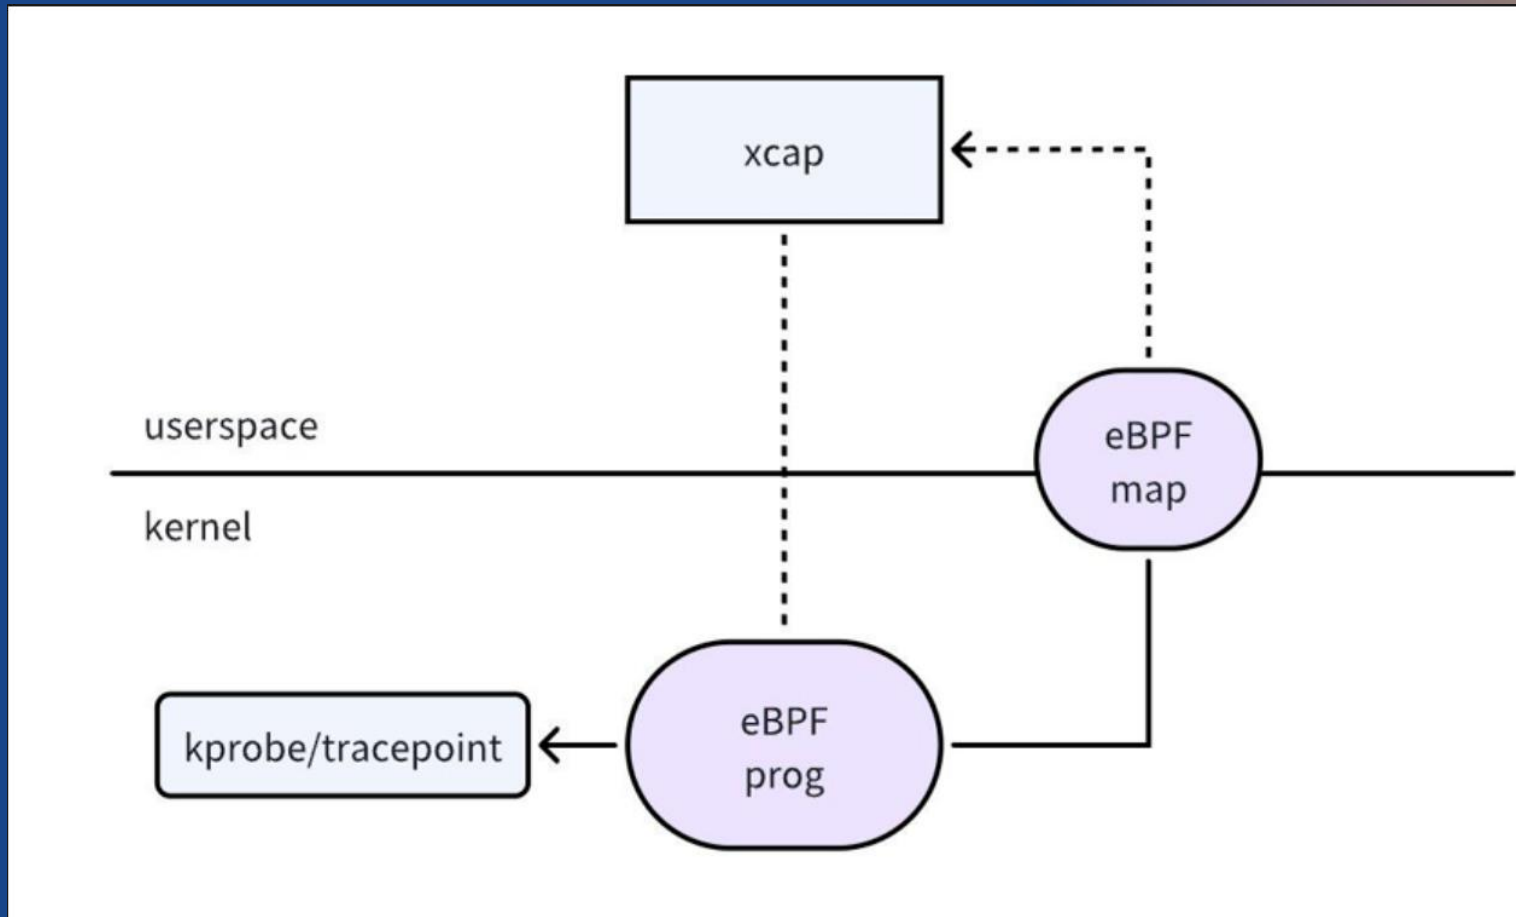 xcap
userspace
eBPF
map
kernel
eBPF
prog
kprobe/tracepoint